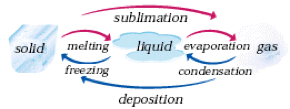 sublimation
solid melting liquid evaporation gas
freezing condensation
deposition